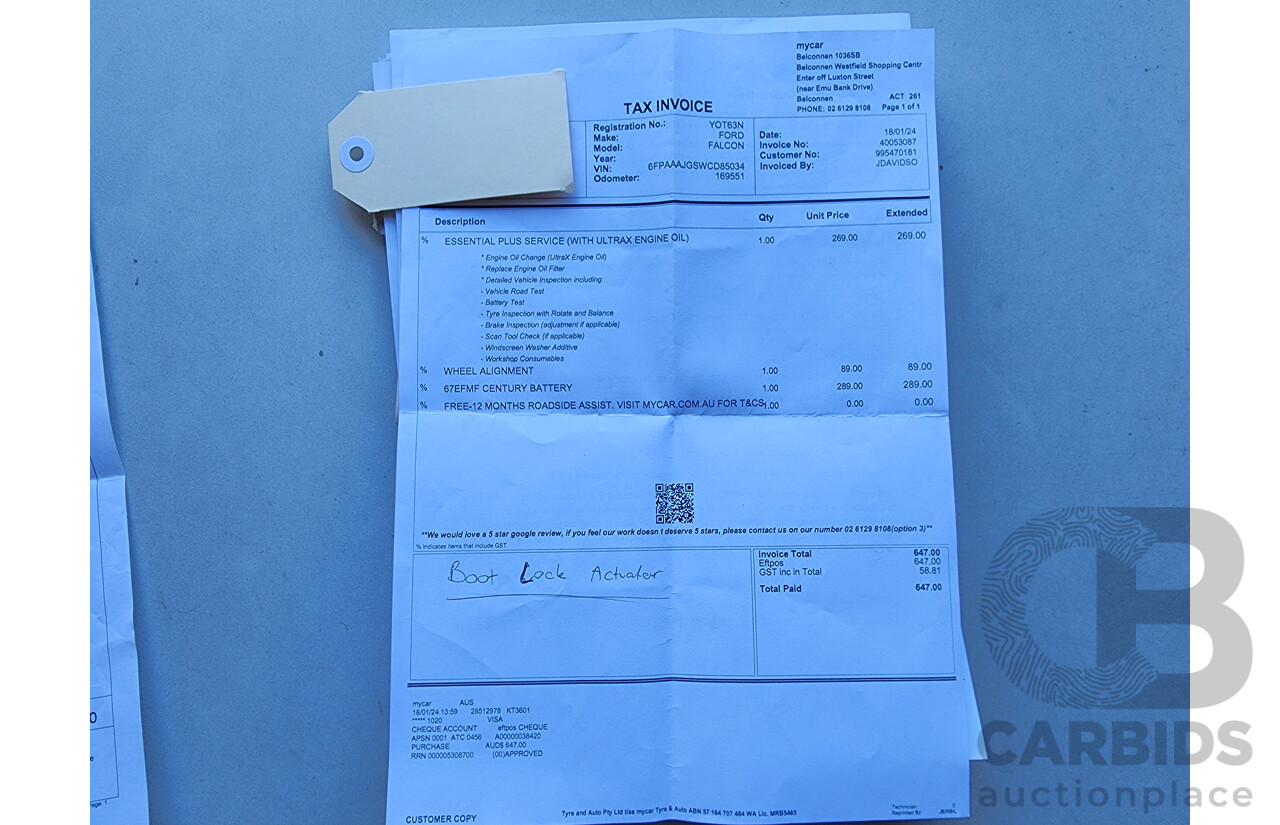 mycar
Belconnen 1036SB
Belconnen Westfield Shopping Centr
Enter off Luxton Street
(near Emu Bank Drive)
Belconnen ACT 261
PHONE: 02 6129 8108 Page 1 of 1
TAX INVOICE
Registration No.: YOT63N
Make: FORD
Model: FALCON
Year:
VIN: 6FPAAAJGSWCD85034
Odometer: 169551
Date: 18/01/24
Invoice No: 40053087
Customer No: 995470181
Invoiced By: JDAVIDSO
Description Qty Unit Price Extended
% ESSENTIAL PLUS SERVICE (WITH ULTRAX ENGINE OIL) 1.00 269.00 269.00
* Engine Oil Change (UltraX Engine Oil)
* Replace Engine Oil Filter
* Detailed Vehicle Inspection including:
- Vehicle Road Test
- Battery Test
- Tyre Inspection with Rotate and Balance
- Brake Inspection (adjustment if applicable)
- Scan Tool Check (if applicable)
- Windscreen Washer Additive
- Workshop Consumables
% WHEEL ALIGNMENT 1.00 89.00 89.00
% 67EFMF CENTURY BATTERY 1.00 289.00 289.00
% FREE-12 MONTHS ROADSIDE ASSIST. VISIT MYCAR.COM.AU FOR T&CS 1.00 0.00 0.00
**We would love a 5 star google review, if you feel our work doesn t deserve 5 stars, please contact us on our number 02 6129 8108(option 3)**
% Indicates items that include GST
Boot Lock Actuator
Invoice Total 647.00
Eftpos 647.00
GST inc in Total 58.81
Total Paid 647.00
mycar AUS
18/01/24 13:59 28512978 KT3601
***** 1020 VISA
CHEQUE ACCOUNT eftpos CHEQUE
APSN 0001 ATC 0456 A00000038420
PURCHASE AUD$ 647.00
RRN 000005308700 (00)APPROVED
CUSTOMER COPY
Tyre and Auto Pty Ltd t/as mycar Tyre & Auto ABN 57 164 707 484 WA Lic. MRB5465
Technician: 0
Reprinted By:
0
e
Page: 1
CB
CARBIDS
auctionplace